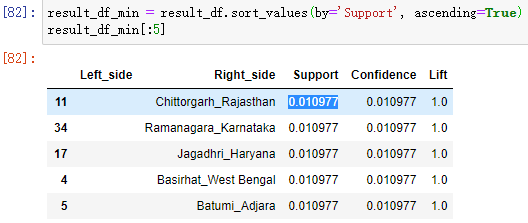 [82]: result_df_min = result_df.sort_values(by='Support', ascending=True)
result_df_min[:5]
[82]:
Left_side Right_side Support Confidence Lift
11 Chittorgarh_Rajasthan 0.010977 0.010977 1.0
34 Ramanagara_Karnataka 0.010977 0.010977 1.0
17 Jagadhri_Haryana 0.010977 0.010977 1.0
4 Basirhat_West Bengal 0.010977 0.010977 1.0
5 Batumi_Adjara 0.010977 0.010977 1.0